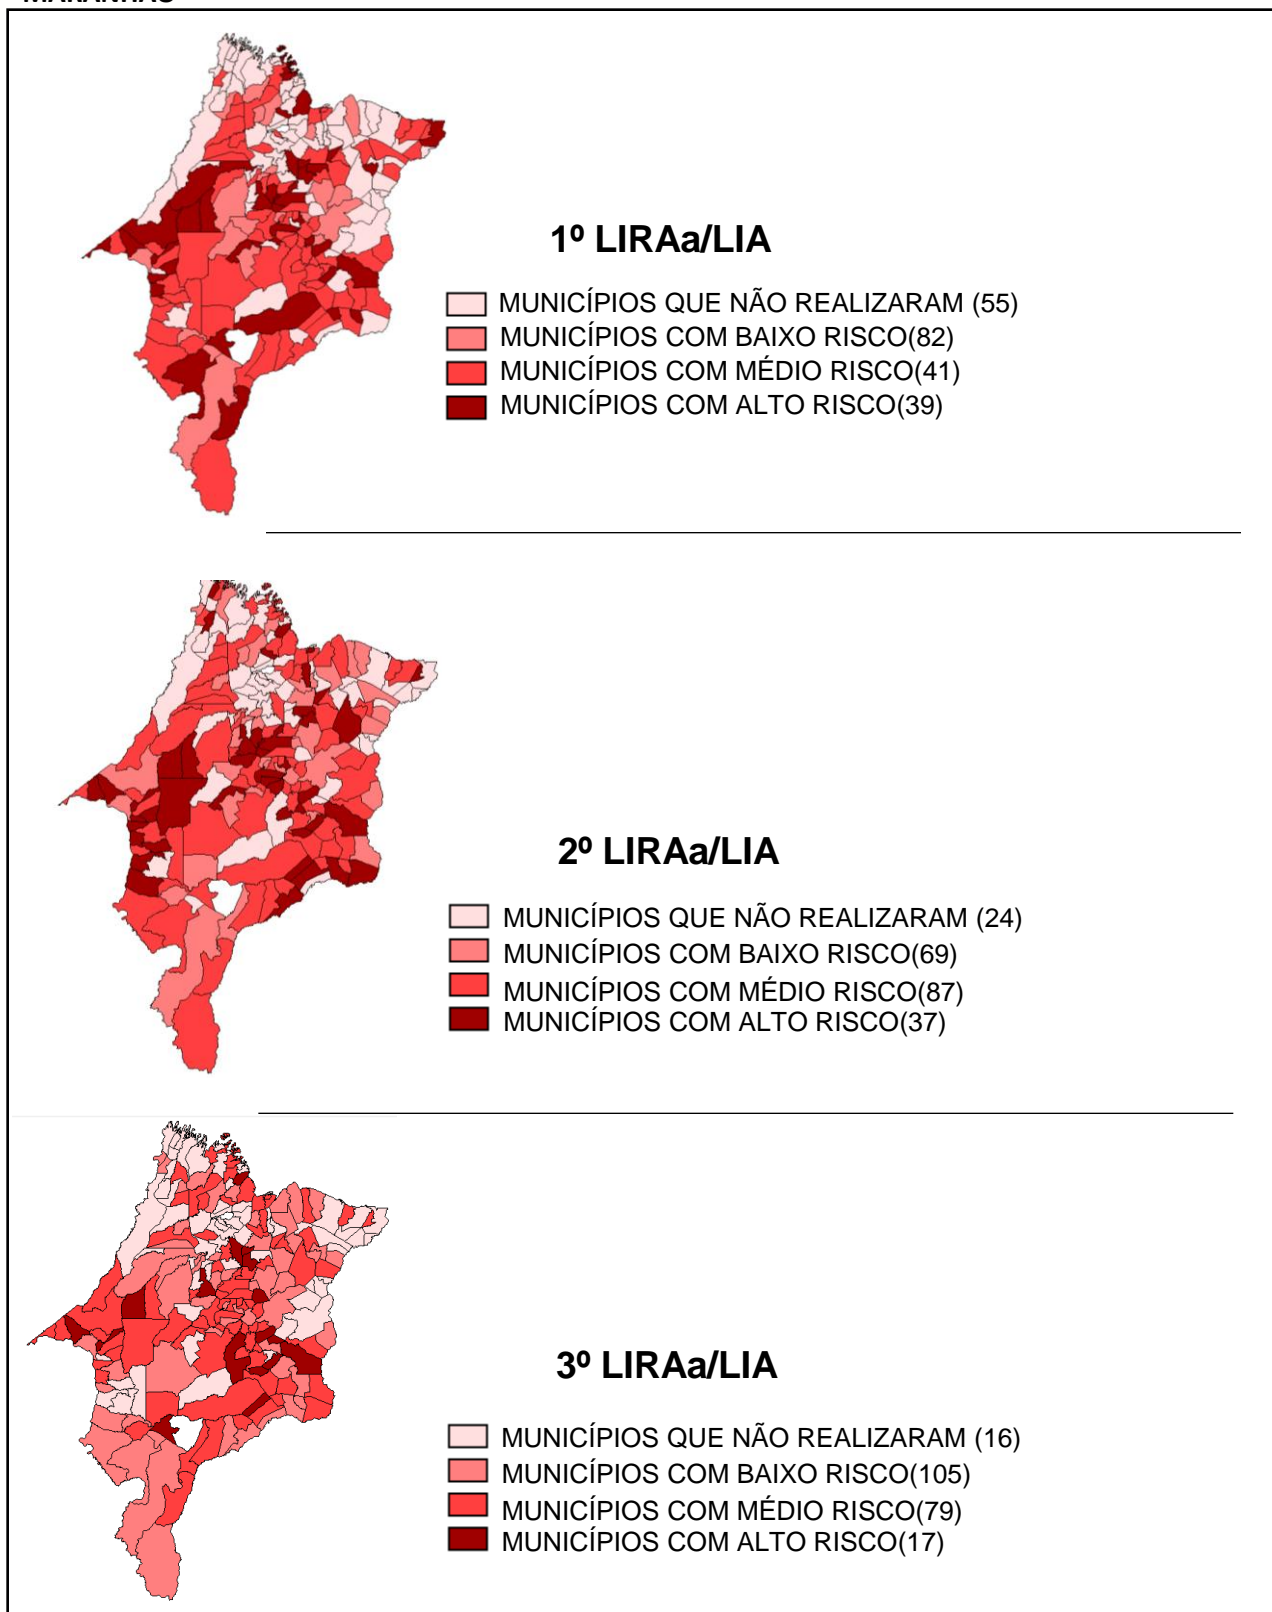 MARANHÃO
1º LIRAa/LIA
MUNICÍPIOS QUE NÃO REALIZARAM (55)
MUNICÍPIOS COM BAIXO RISCO(82)
MUNICÍPIOS COM MÉDIO RISCO(41)
MUNICÍPIOS COM ALTO RISCO(39)
2º LIRAa/LIA
MUNICÍPIOS QUE NÃO REALIZARAM (24)
MUNICÍPIOS COM BAIXO RISCO(69)
MUNICÍPIOS COM MÉDIO RISCO(87)
MUNICÍPIOS COM ALTO RISCO(37)
3º LIRAa/LIA
MUNICÍPIOS QUE NÃO REALIZARAM (16)
MUNICÍPIOS COM BAIXO RISCO(105)
MUNICÍPIOS COM MÉDIO RISCO(79)
MUNICÍPIOS COM ALTO RISCO(17)